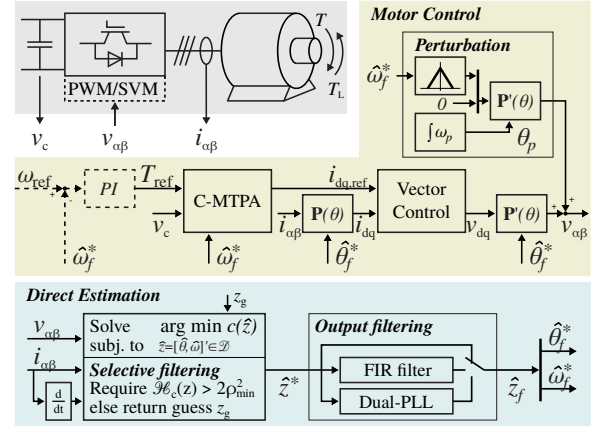 T
T_L
PWM/SVM
v_c
v_αβ
i_αβ
Motor Control
Perturbation
ω̂_f*
0
P'(θ)
∫ω_p
θ_p
ω_ref
+
-
PI
T_ref
C-MTPA
i_dq,ref
v_c
i_αβ
P(θ)
i_dq
Vector
Control
v_dq
P'(θ)
+
+
v_αβ
ω̂_f*
ω̂_f*
θ̂_f*
θ̂_f*
Direct Estimation
z_g
v_αβ
i_αβ
d/dt
Solve arg min c(ẑ)
subj. to ẑ=[θ̂, ω̂]'∈𝒟
Selective filtering
Require ℋ_c(z) > 2ρ²_min
else return guess z_g
ẑ*
Output filtering
FIR filter
Dual-PLL
ẑ_f
θ̂_f*
ω̂_f*